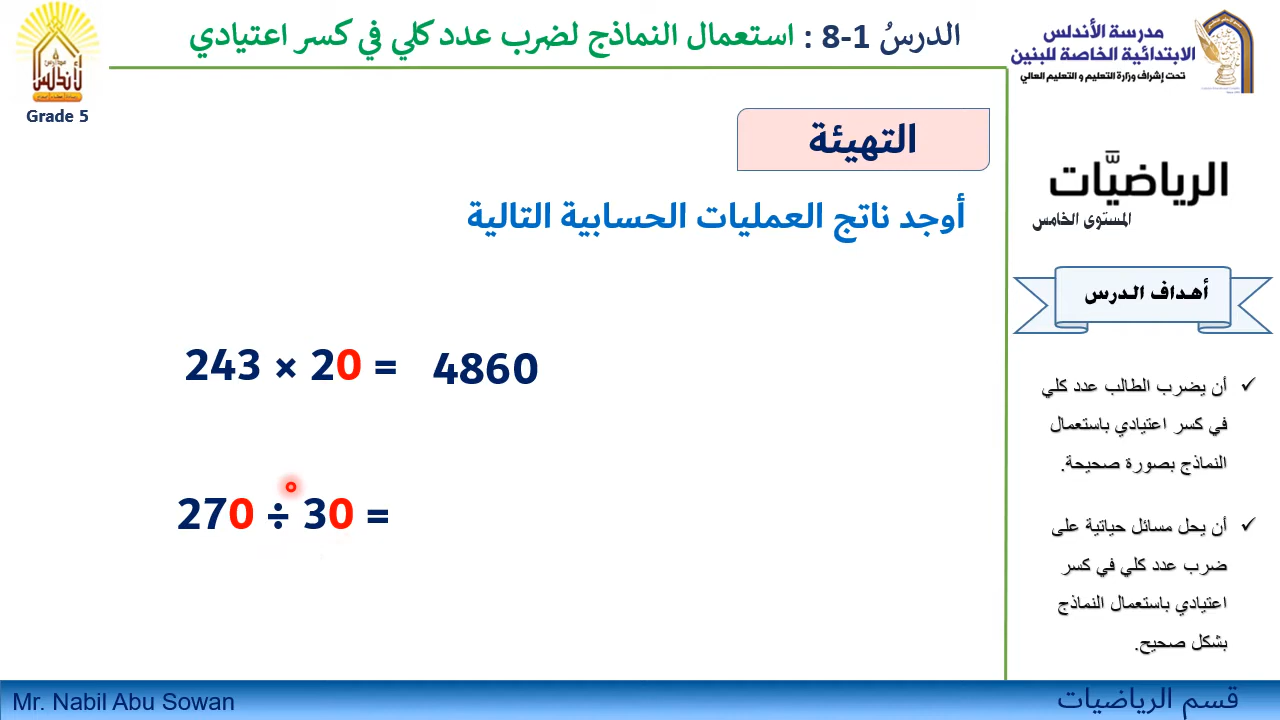 الدرسُ 1-8 : استعمال النماذج لضرب عدد كلي في كسر اعتيادي
مدرسة الأندلس
الابتدائية الخاصة للبنين
تحت إشراف وزارة التعليم و التعليم العالي
Grade 5
التهيئة
أوجد ناتج العمليات الحسابية التالية
243 × 20 = 4860
270 ÷ 30 =
الرياضيَّات
المستوى الخامس
أهداف الدرس
✓ أن يضرب الطالب عدد كلي
في كسر اعتيادي باستعمال
النماذج بصورة صحيحة.
✓ أن يحل مسائل حياتية على
ضرب عدد كلي في كسر
اعتيادي باستعمال النماذج
بشكل صحيح.
Mr. Nabil Abu Sowan
قسم الرياضيات